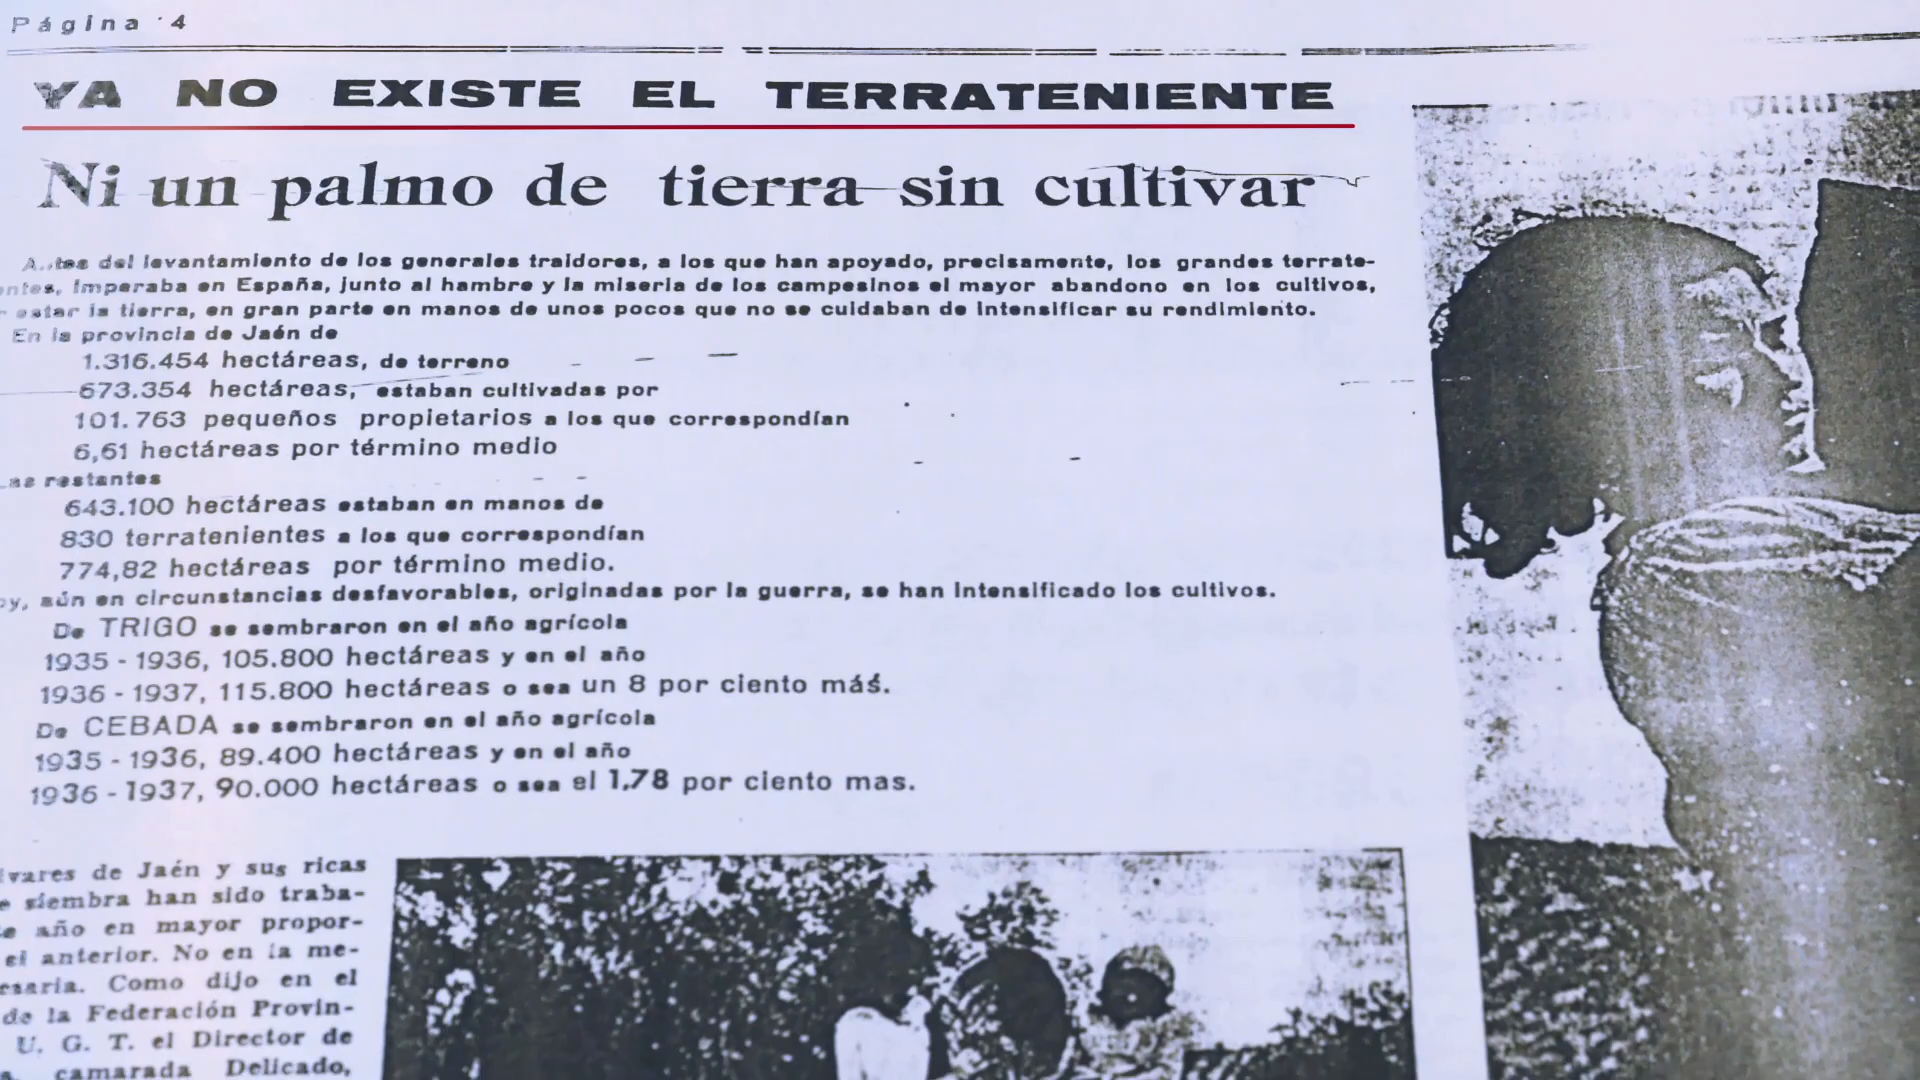 Página 4
YA NO EXISTE EL TERRATENIENTE
Ni un palmo de tierra sin cultivar
del levantamiento de los generales traidores, a los que han apoyado, precisamente, los grandes terrate-
ntes, imperaba en España, junto al hambre y la miseria de los campesinos el mayor abandono en los cultivos,
estar la tierra, en gran parte en manos de unos pocos que no se cuidaban de intensificar su rendimiento.
En la provincia de Jaén de
1.316.454 hectáreas, de terreno
673.354 hectáreas, estaban cultivadas por
101.763 pequeños propietarios a los que correspondían
6,61 hectáreas por término medio
as restantes
643.100 hectáreas estaban en manos de
830 terratenientes a los que correspondían
774,82 hectáreas por término medio.
oy, aún en circunstancias desfavorables, originadas por la guerra, se han intensificado los cultivos.
De TRIGO se sembraron en el año agrícola
1935 - 1936, 105.800 hectáreas y en el año
1936 - 1937, 115.800 hectáreas o sea un 8 por ciento más.
De CEBADA se sembraron en el año agrícola
1935 - 1936, 89.400 hectáreas y en el año
1936 - 1937, 90.000 hectáreas o sea el 1,78 por ciento mas.
ivares de Jaén y sus ricas
e siembra han sido traba-
e año en mayor propor-
el anterior. No en la me-
esaria. Como dijo en el
de la Federación Provin-
U. G. T. el Director de
camarada Delicado,